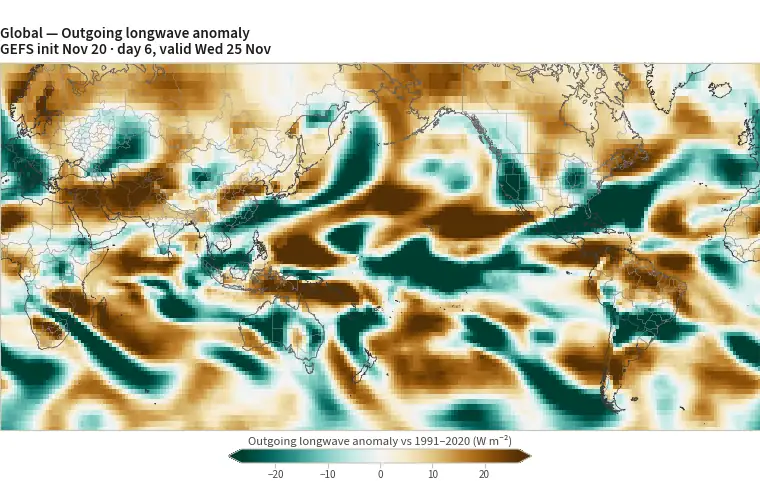 Global — Outgoing longwave anomaly
GEFS init Nov 20 · day 6, valid Wed 25 Nov
Outgoing longwave anomaly vs 1991–2020 (W m⁻²)
−20 −10 0 10 20